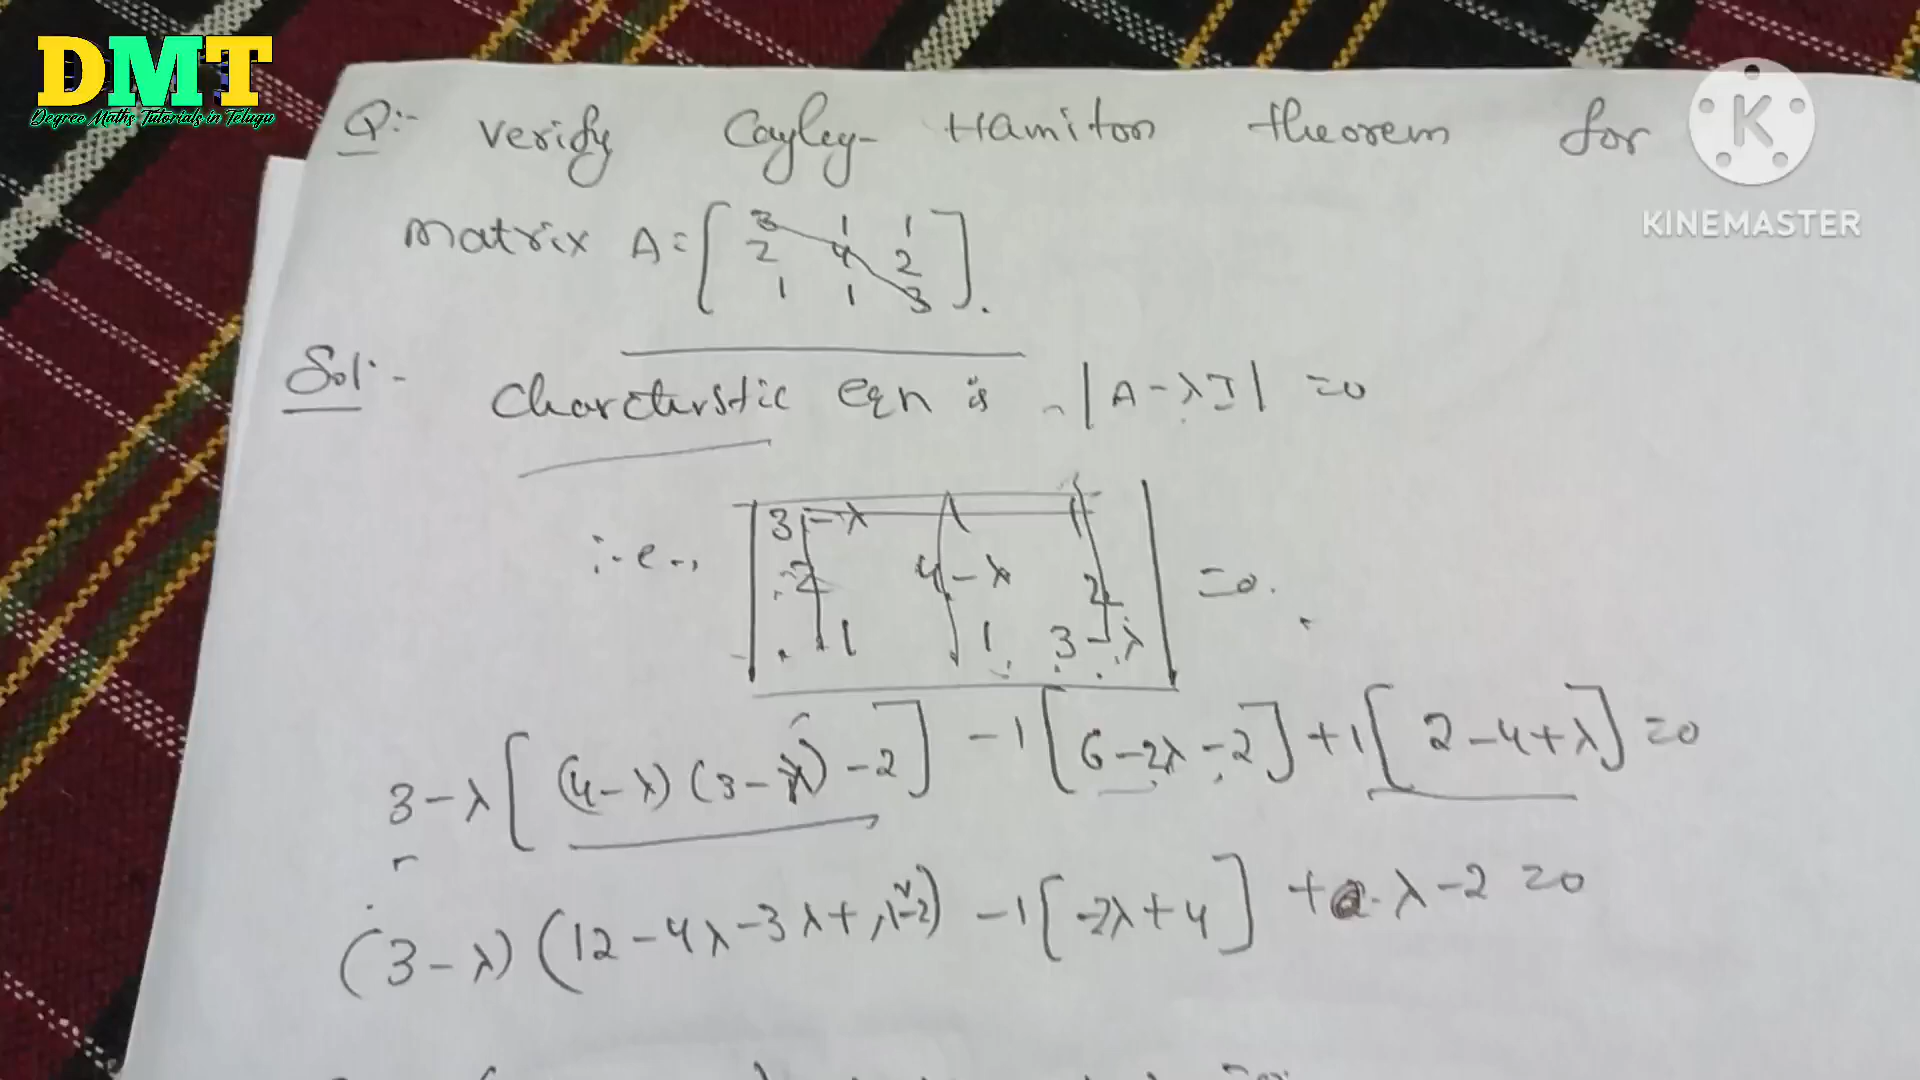 DMT
Degree Maths Tutorials in Telugu
K
KINEMASTER
Q:- verify Cayley- Hamiton theorem for
matrix A = [ 3 1 1
2 4 2
1 1 3 ].
Sol:- Charcterstic eqn is |A-λI| =0
i.e., | 3-λ 1 1
2 4-λ 2
1 1 3-λ | =0.
3-λ[(4-λ)(3-λ)-2] -1[6-2λ-2]+1[2-4+λ]=0
(3-λ)(12-4λ-3λ+λ²-2) -1[-2λ+4] + λ-2=0